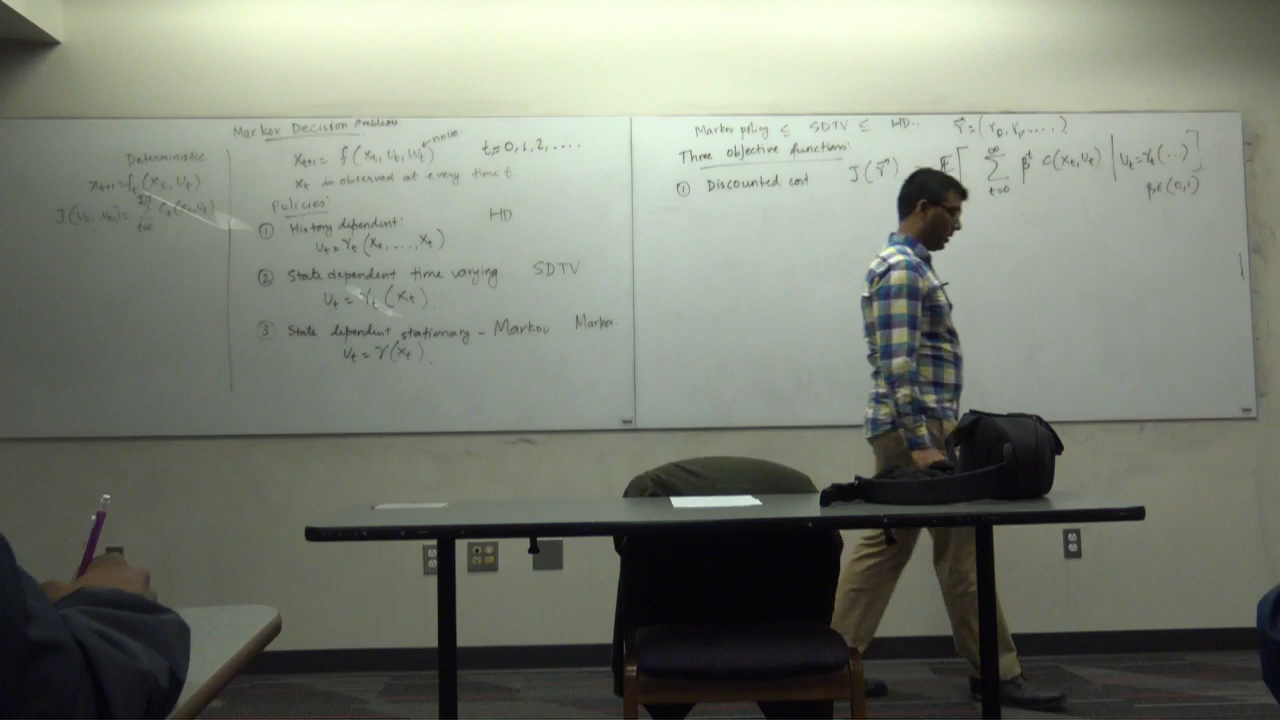 Deterministic
x_{t+1} = f_t(x_t, u_t)
Markov Decision Problems
x_{t+1} = f(x_t, u_t, w_t) noise t=0,1,2,....
x_t is observed at every time t.
Policies:
① History dependent: HD
u_t = γ_t(x_0, ..., x_t)
② State dependent time varying SDTV
u_t = γ_t(x_t).
③ State dependent stationary - Markov Markov
u_t = γ(x_t).
Markov policy ⊆ SDTV ⊆ HD.. γ⃗ = (γ_0, γ_1, ....)
Three objective functions:
① Discounted cost J(γ⃗) = E[ ∑_{t=0}^{∞} β^t c(x_t, u_t) | u_t = γ_t(...) ].
β∈(0,1)